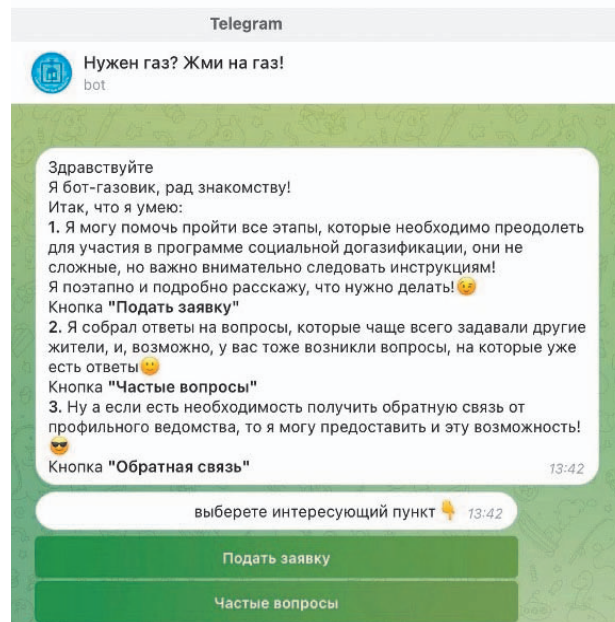 Telegram
Нужен газ? Жми на газ!
bot
Здравствуйте
Я бот-газовик, рад знакомству!
Итак, что я умею:
1. Я могу помочь пройти все этапы, которые необходимо преодолеть
для участия в программе социальной догазификации, они не
сложные, но важно внимательно следовать инструкциям!
Я поэтапно и подробно расскажу, что нужно делать!😉
Кнопка "Подать заявку"
2. Я собрал ответы на вопросы, которые чаще всего задавали другие
жители, и, возможно, у вас тоже возникли вопросы, на которые уже
есть ответы🙂
Кнопка "Частые вопросы"
3. Ну а если есть необходимость получить обратную связь от
профильного ведомства, то я могу предоставить и эту возможность!
😎
Кнопка "Обратная связь" 13:42
выберете интересующий пункт👇 13:42
Подать заявку
Частые вопросы